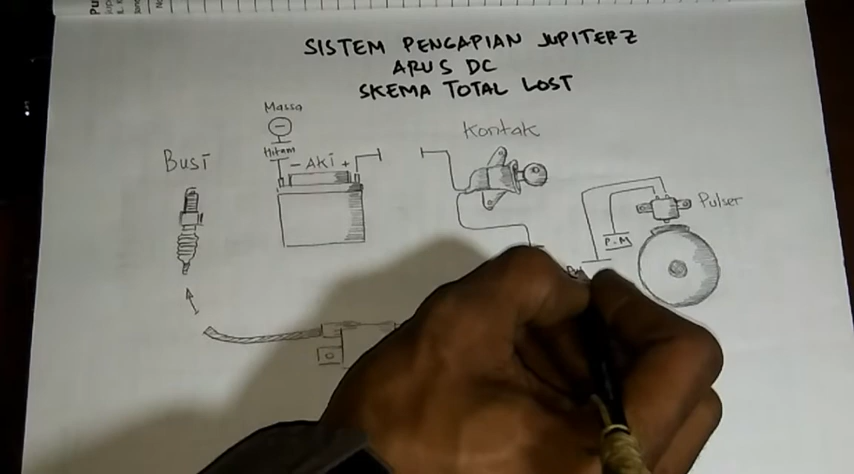 SISTEM PENGAPIAN JUPITERZ
ARUS DC
SKEMA TOTAL LOST
Massa
-
Hitam
- AKI +
Busi
Kontak
Pulser
P-M